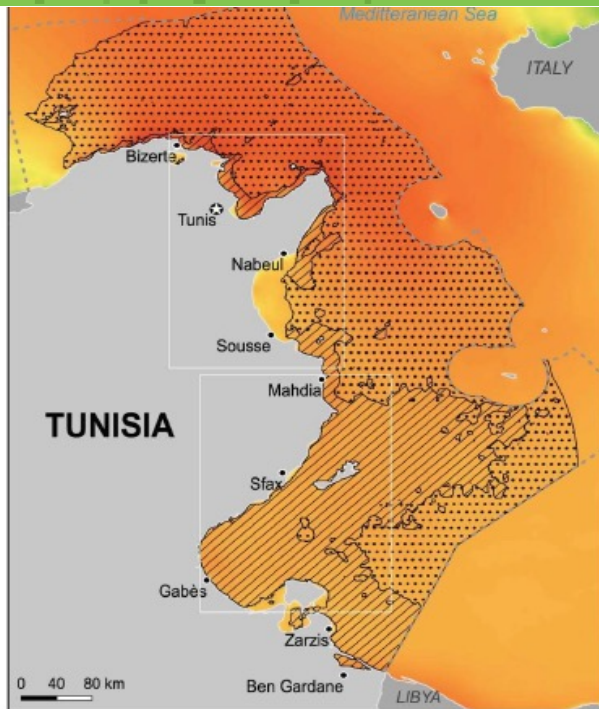 Mediterranean Sea
ITALY
Bizerte
Tunis
Nabeul
Sousse
Mahdia
TUNISIA
Sfax
Gabès
Zarzis
Ben Gardane
0 40 80 km
LIBYA